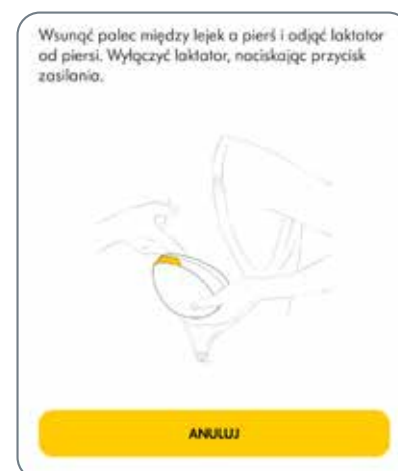 Wsunąć palec między lejek a pierś i odjąć laktator
od piersi. Wyłączyć laktator, naciskając przycisk
zasilania.
ANULUJ